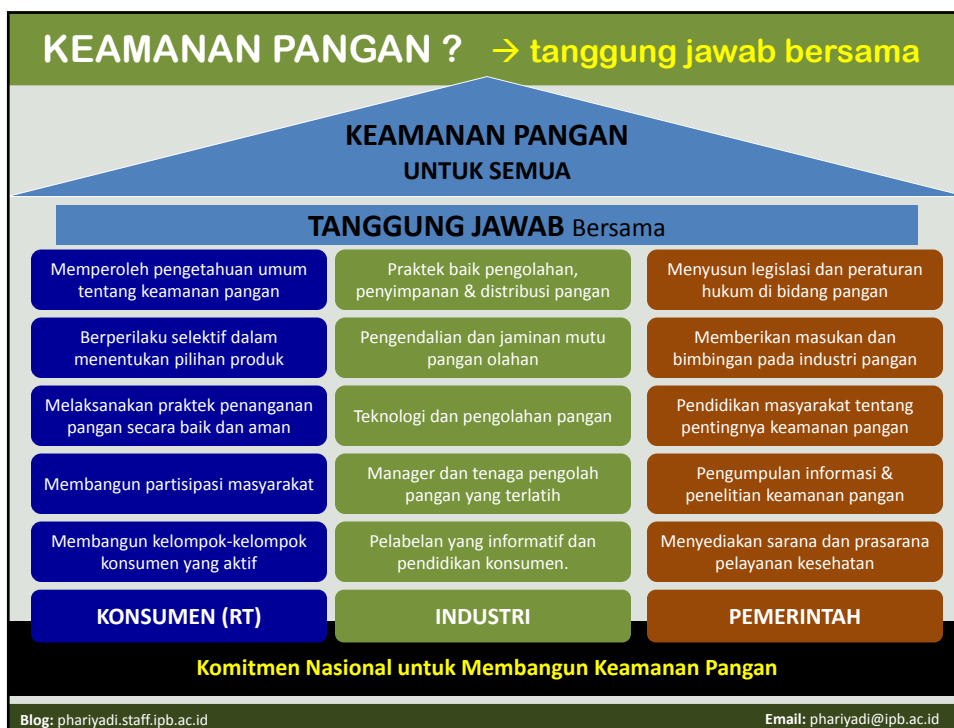 KEAMANAN PANGAN ? → tanggung jawab bersama
KEAMANAN PANGAN
UNTUK SEMUA
TANGGUNG JAWAB Bersama
Memperoleh pengetahuan umum
tentang keamanan pangan
Berperilaku selektif dalam
menentukan pilihan produk
Melaksanakan praktek penanganan
pangan secara baik dan aman
Membangun partisipasi masyarakat
Membangun kelompok-kelompok
konsumen yang aktif
KONSUMEN (RT)
Praktek baik pengolahan,
penyimpanan & distribusi pangan
Pengendalian dan jaminan mutu
pangan olahan
Teknologi dan pengolahan pangan
Manager dan tenaga pengolah
pangan yang terlatih
Pelabelan yang informatif dan
pendidikan konsumen.
INDUSTRI
Menyusun legislasi dan peraturan
hukum di bidang pangan
Memberikan masukan dan
bimbingan pada industri pangan
Pendidikan masyarakat tentang
pentingnya keamanan pangan
Pengumpulan informasi &
penelitian keamanan pangan
Menyediakan sarana dan prasarana
pelayanan kesehatan
PEMERINTAH
Komitmen Nasional untuk Membangun Keamanan Pangan
Blog: phariyadi.staff.ipb.ac.id
Email: phariyadi@ipb.ac.id